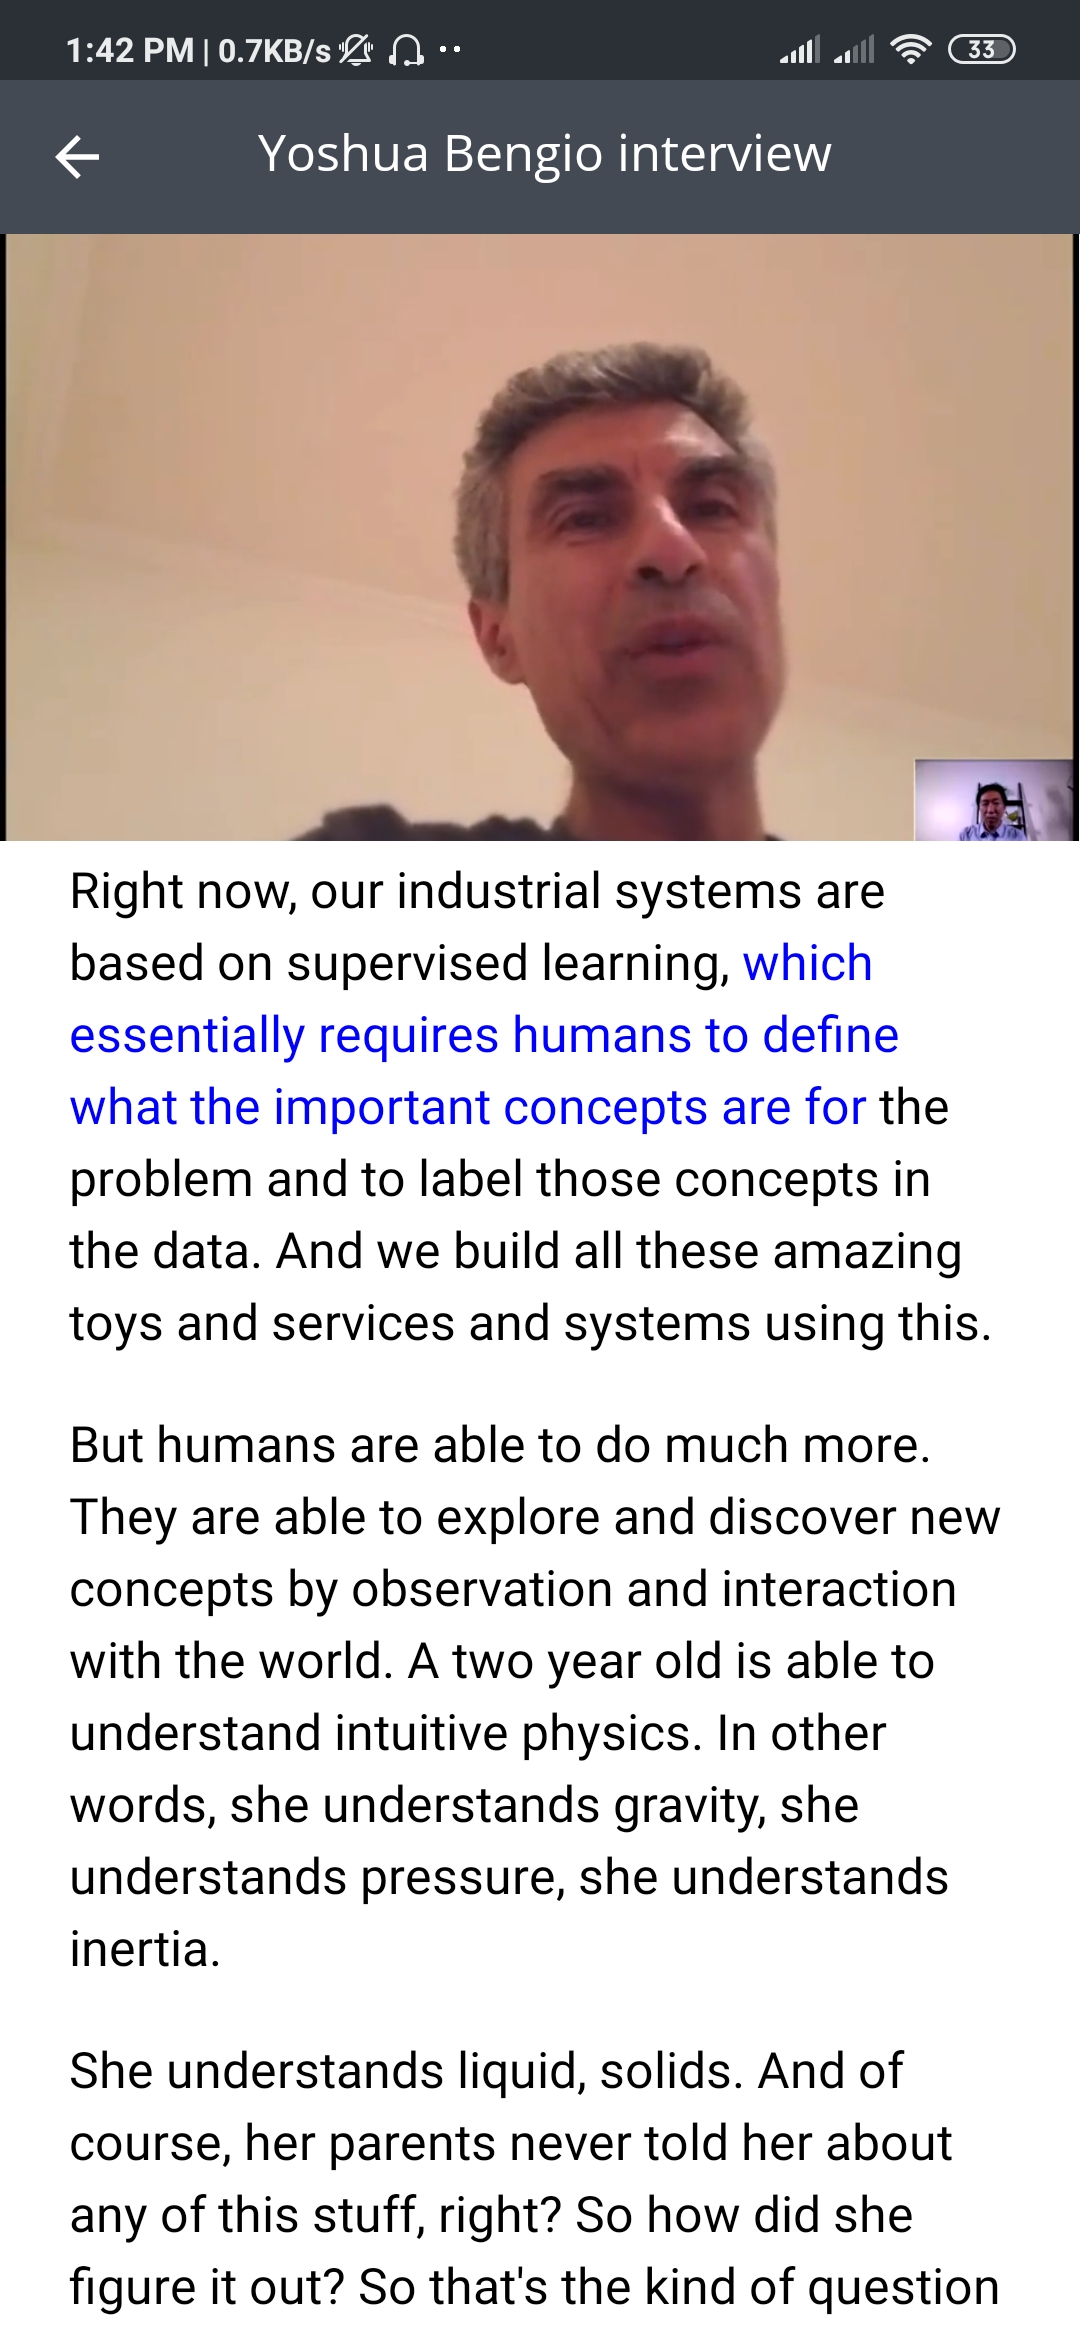 1:42 PM | 0.7KB/s
33
Yoshua Bengio interview
Right now, our industrial systems are
based on supervised learning, which
essentially requires humans to define
what the important concepts are for the
problem and to label those concepts in
the data. And we build all these amazing
toys and services and systems using this.
But humans are able to do much more.
They are able to explore and discover new
concepts by observation and interaction
with the world. A two year old is able to
understand intuitive physics. In other
words, she understands gravity, she
understands pressure, she understands
inertia.
She understands liquid, solids. And of
course, her parents never told her about
any of this stuff, right? So how did she
figure it out? So that's the kind of question